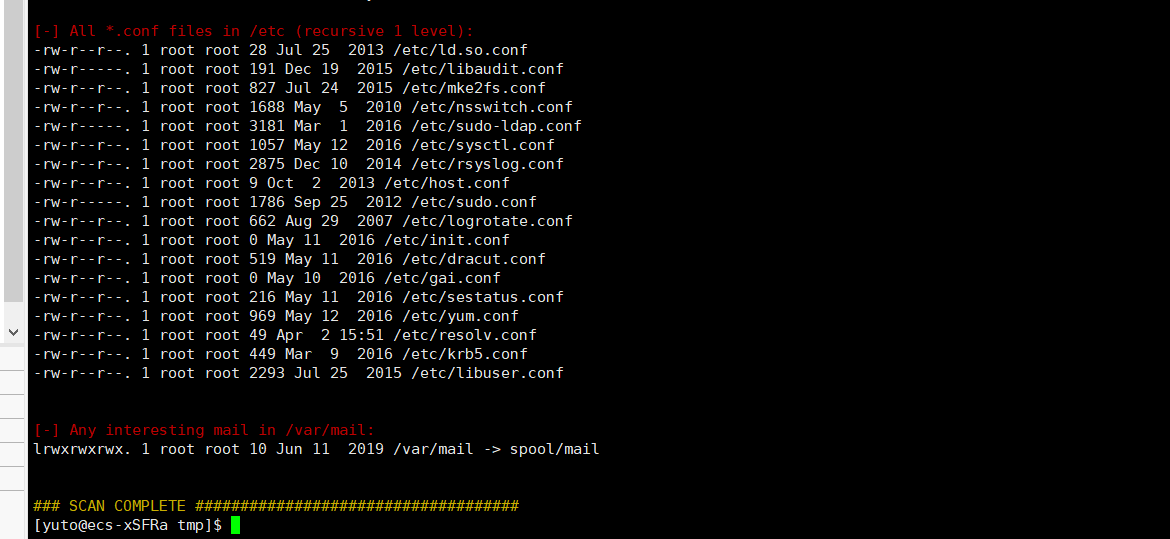 [-] All *.conf files in /etc (recursive 1 level):
-rw-r--r--. 1 root root 28 Jul 25  2013 /etc/ld.so.conf
-rw-r-----. 1 root root 191 Dec 19  2015 /etc/libaudit.conf
-rw-r--r--. 1 root root 827 Jul 24  2015 /etc/mke2fs.conf
-rw-r--r--. 1 root root 1688 May  5  2010 /etc/nsswitch.conf
-rw-r-----. 1 root root 3181 Mar  1  2016 /etc/sudo-ldap.conf
-rw-r--r--. 1 root root 1057 May 12  2016 /etc/sysctl.conf
-rw-r--r--. 1 root root 2875 Dec 10  2014 /etc/rsyslog.conf
-rw-r--r--. 1 root root 9 Oct  2  2013 /etc/host.conf
-rw-r-----. 1 root root 1786 Sep 25  2012 /etc/sudo.conf
-rw-r--r--. 1 root root 662 Aug 29  2007 /etc/logrotate.conf
-rw-r--r--. 1 root root 0 May 11  2016 /etc/init.conf
-rw-r--r--. 1 root root 519 May 11  2016 /etc/dracut.conf
-rw-r--r--. 1 root root 0 May 10  2016 /etc/gai.conf
-rw-r--r--. 1 root root 216 May 11  2016 /etc/sestatus.conf
-rw-r--r--. 1 root root 969 May 12  2016 /etc/yum.conf
-rw-r--r--. 1 root root 49 Apr  2 15:51 /etc/resolv.conf
-rw-r--r--. 1 root root 449 Mar  9  2016 /etc/krb5.conf
-rw-r--r--. 1 root root 2293 Jul 25  2015 /etc/libuser.conf
[-] Any interesting mail in /var/mail:
lrwxrwxrwx. 1 root root 10 Jun 11  2019 /var/mail -> spool/mail
### SCAN COMPLETE ####################################
[yuto@ecs-xSFRa tmp]$